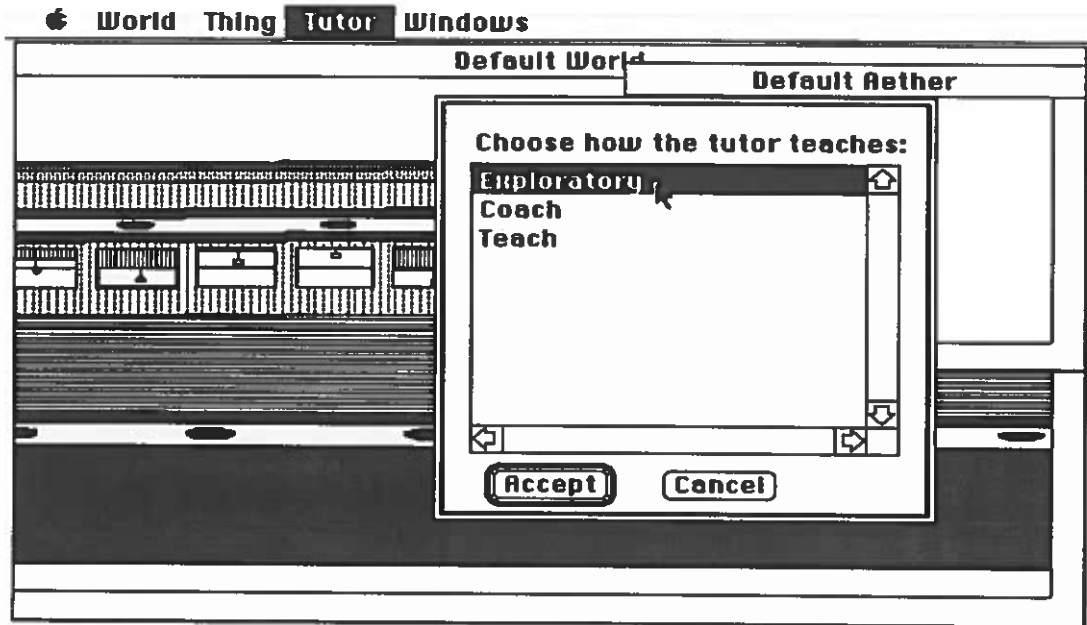 World Thing Tutor Windows
Default World
Default Aether
Choose how the tutor teaches:
Exploratory
Coach
Teach
Accept Cancel